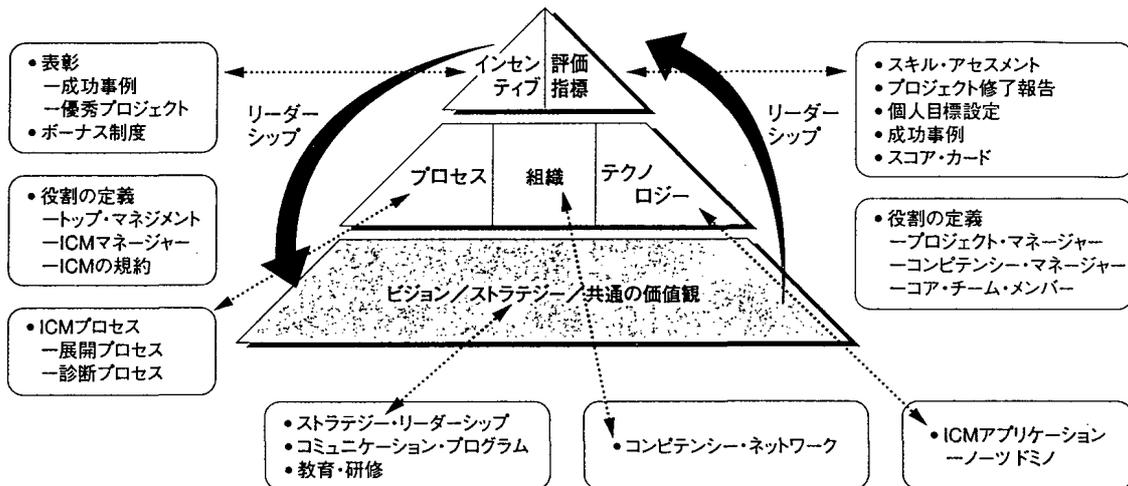 ● 表彰
―成功事例
―優秀プロジェクト
● ボーナス制度
リーダー
シップ
インセン
ティブ
評価
指標
リーダー
シップ
● スキル・アセスメント
● プロジェクト修了報告
● 個人目標設定
● 成功事例
● スコア・カード
● 役割の定義
―トップ・マネジメント
―ICMマネージャー
―ICMの規約
プロセス
組織
テクノ
ロジー
● 役割の定義
―プロジェクト・マネージャー
―コンピテンシー・マネージャー
―コア・チーム・メンバー
ビジョン/ストラテジー/共通の価値観
● ICMプロセス
―展開プロセス
―診断プロセス
● ストラテジー・リーダーシップ
● コミュニケーション・プログラム
● 教育・研修
● コンピテンシー・ネットワーク
● ICMアプリケーション
―ノーツドミノ